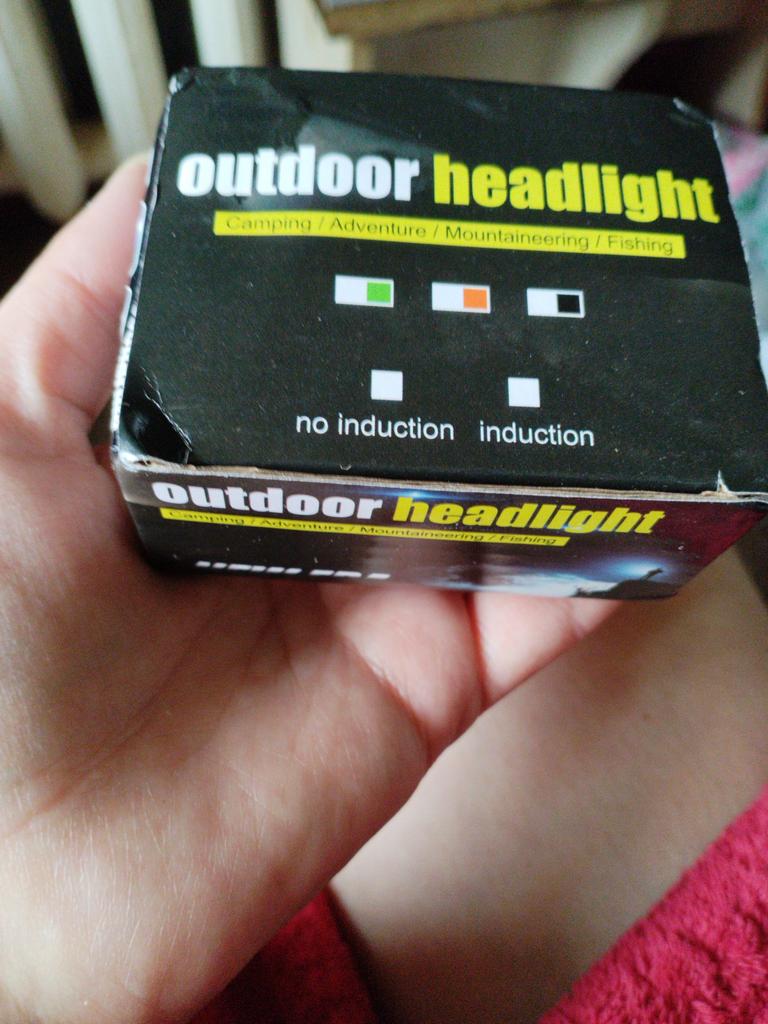 outdoor headlight
Camping / Adventure / Mountaineering / Fishing
no induction induction
outdoor headlight
Camping / Adventure / Mountaineering / Fishing